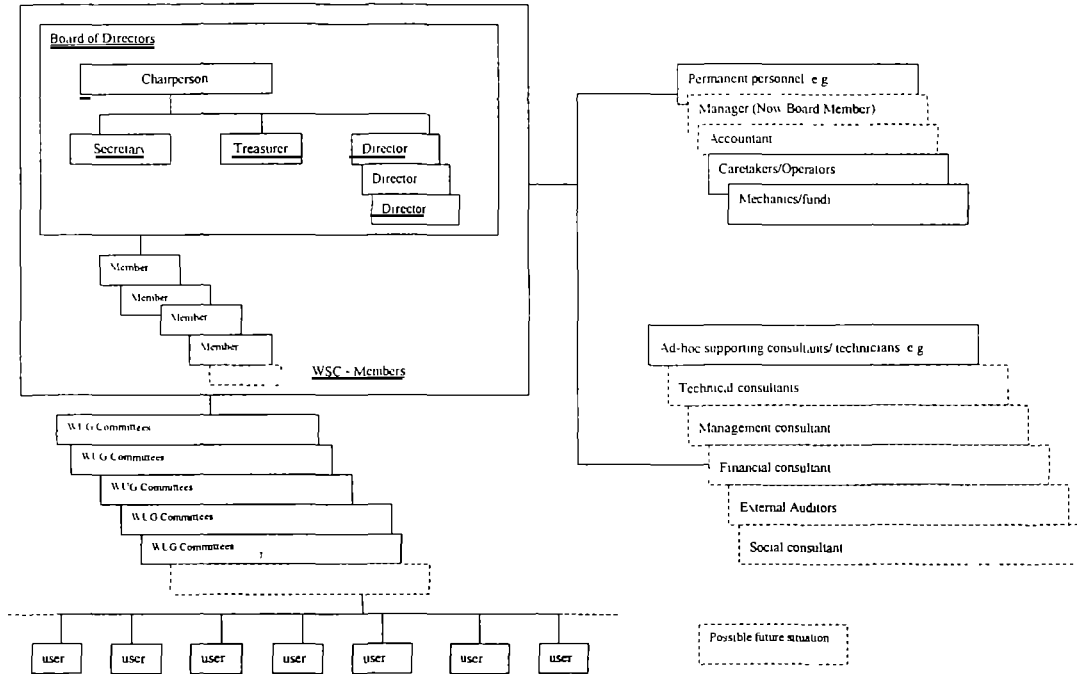 Board of Directors
Chairperson
Secretary
Treasurer
Director
Director
Director
Member
Member
Member
Member
WSC - Members
WUG Committees
WUG Committees
WUG Committees
WUG Committees
WUG Committees
user
user
user
user
user
user
user
Permanent personnel e g
Manager (Now Board Member)
Accountant
Caretakers/Operators
Mechanics/fundi
Ad-hoc supporting consultants/ technicians e g
Technical consultants
Management consultant
Financial consultant
External Auditors
Social consultant
Possible future situation